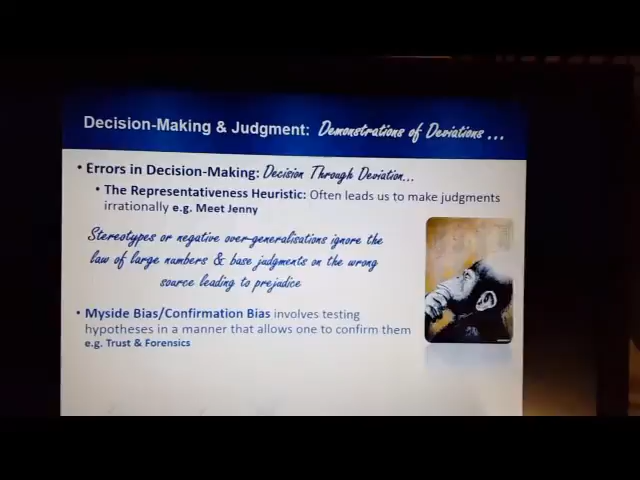 Decision-Making & Judgment: Demonstrations of Deviations ...
• Errors in Decision-Making: Decision Through Deviation...
• The Representativeness Heuristic: Often leads us to make judgments
irrationally e.g. Meet Jenny
Stereotypes or negative over-generalisations ignore the
law of large numbers & base judgments on the wrong
source leading to prejudice
• Myside Bias/Confirmation Bias involves testing
hypotheses in a manner that allows one to confirm them
e.g. Trust & Forensics